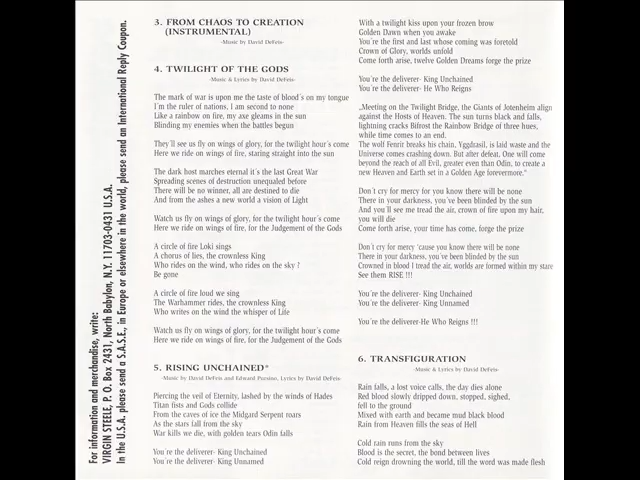 For information and merchandise, write:
VIRGIN STEELE, P. O. Box 2431, North Babylon, N.Y. 11703-0431 U.S.A.
In the U.S.A. please send a S.A.S.E., in Europe or elsewhere in the world, please send an International Reply Coupon.
3. FROM CHAOS TO CREATION
(INSTRUMENTAL)
-Music by David DeFeis-
4. TWILIGHT OF THE GODS
-Music & Lyrics by David DeFeis-
The mark of war is upon me the taste of blood´s on my tongue
I´m the ruler of nations, I am second to none
Like a rainbow on fire, my axe gleams in the sun
Blinding my enemies when the battles begun
They´ll see us fly on wings of glory, for the twilight hour´s come
Here we ride on wings of fire, staring straight into the sun
The dark host marches eternal it´s the last Great War
Spreading scenes of destruction unequaled before
There will be no winner, all are destined to die
And from the ashes a new world a vision of Light
Watch us fly on wings of glory, for the twilight hour´s come
Here we ride on wings of fire, for the Judgement of the Gods
A circle of fire Loki sings
A chorus of lies, the crownless King
Who rides on the wind, who rides on the sky ?
Be gone
A circle of fire loud we sing
The Warhammer rides, the crownless King
Who writes on the wind the whisper of Life
Watch us fly on wings of glory, for the twilight hour´s come
Here we ride on wings of fire, for the Judgement of the Gods
5. RISING UNCHAINED*
-Music by David DeFeis and Edward Pursino, Lyrics by David DeFeis-
Piercing the veil of Eternity, lashed by the winds of Hades
Titan fists and Gods collide
From the caves of ice the Midgard Serpent roars
As the stars fall from the sky
War kills we die, with golden tears Odin falls
You´re the deliverer- King Unchained
You´re the deliverer- King Unnamed
With a twilight kiss upon your frozen brow
Golden Dawn when you awake
You´re the first and last whose coming was foretold
Crown of Glory, worlds unfold
Come forth arise, twelve Golden Dreams forge the prize
You´re the deliverer- King Unchained
You´re the deliverer- He Who Reigns
„Meeting on the Twilight Bridge, the Giants of Jotenheim align
against the Hosts of Heaven. The sun turns black and falls,
lightning cracks Bifrost the Rainbow Bridge of three hues,
while time comes to an end.
The wolf Fenrir breaks his chain, Yggdrasil, is laid waste and the
Universe comes crashing down. But after defeat, One will come
beyond the reach of all Evil, greater even than Odin, to create a
new Heaven and Earth set in a Golden Age forevermore."
Don´t cry for mercy for you know there will be none
There in your darkness, you´ve been blinded by the sun
And you´ll see me tread the air, crown of fire upon my hair,
you will die
Come forth arise, your time has come, forge the prize
Don´t cry for mercy ´cause you know there will be none
There in your darkness, you´ve been blinded by the sun
Crowned in blood I tread the air, worlds are formed within my stare
See them RISE !!!
You´re the deliverer- King Unchained
You´re the deliverer- King Unnamed
You´re the deliverer-He Who Reigns !!!
6. TRANSFIGURATION
-Music & Lyrics by David DeFeis-
Rain falls, a lost voice calls, the day dies alone
Red blood slowly dripped down, stopped, sighed,
fell to the ground
Mixed with earth and became mud black blood
Rain from Heaven fills the seas of Hell
Cold rain runs from the sky
Blood is the secret, the bond between lives
Cold reign drowning the world, till the word was made flesh